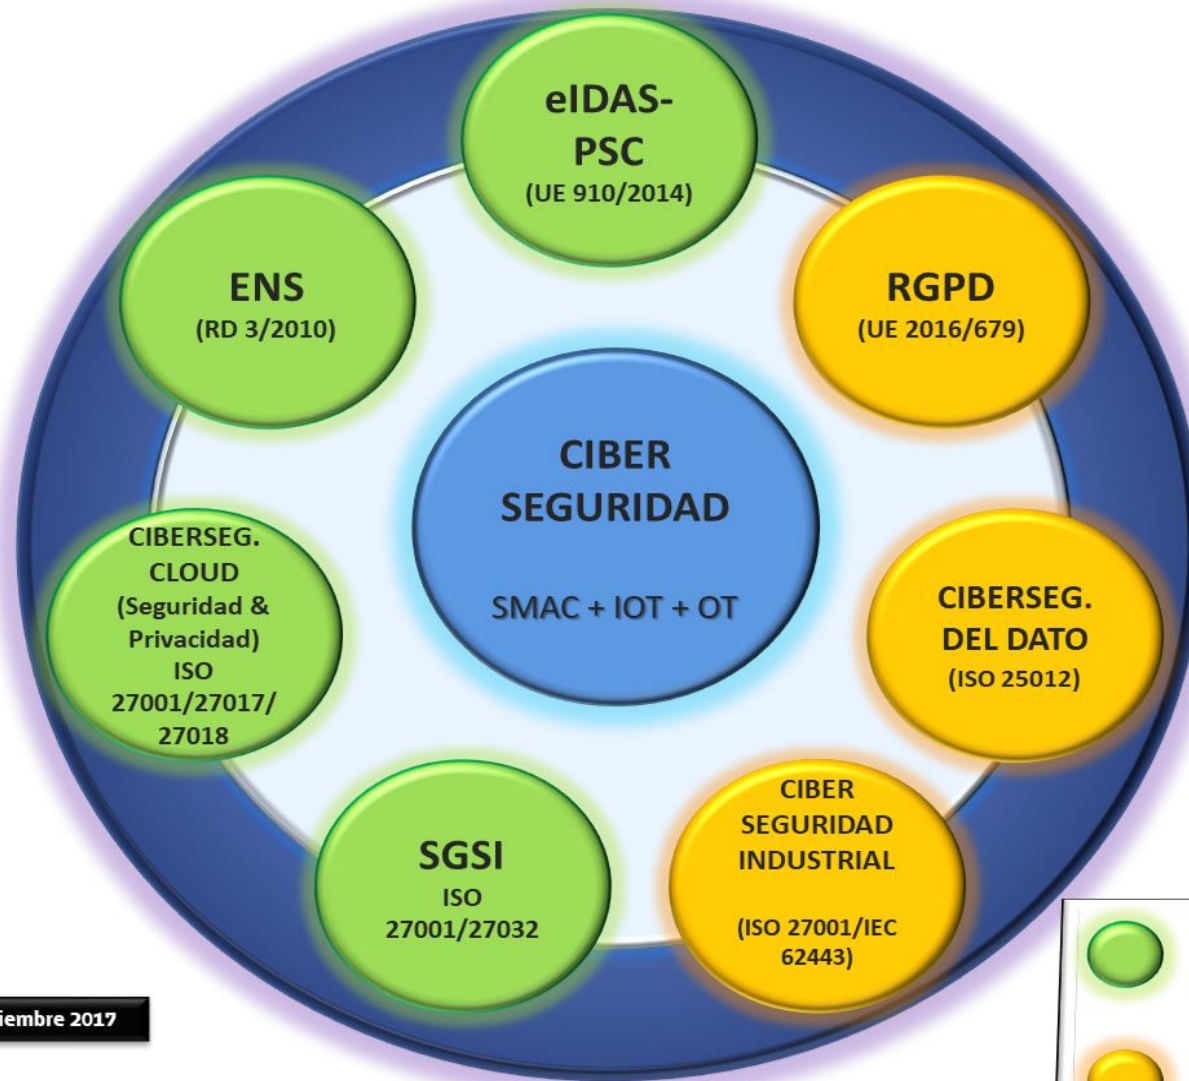 eIDAS-
PSC
(UE 910/2014)
ENS
(RD 3/2010)
RGPD
(UE 2016/679)
CIBER
SEGURIDAD
SMAC + IOT + OT
CIBERSEG.
CLOUD
(Seguridad &
Privacidad)
ISO
27001/27017/
27018
CIBERSEG.
DEL DATO
(ISO 25012)
SGSI
ISO
27001/27032
CIBER
SEGURIDAD
INDUSTRIAL
(ISO 27001/IEC
62443)
iembre 2017